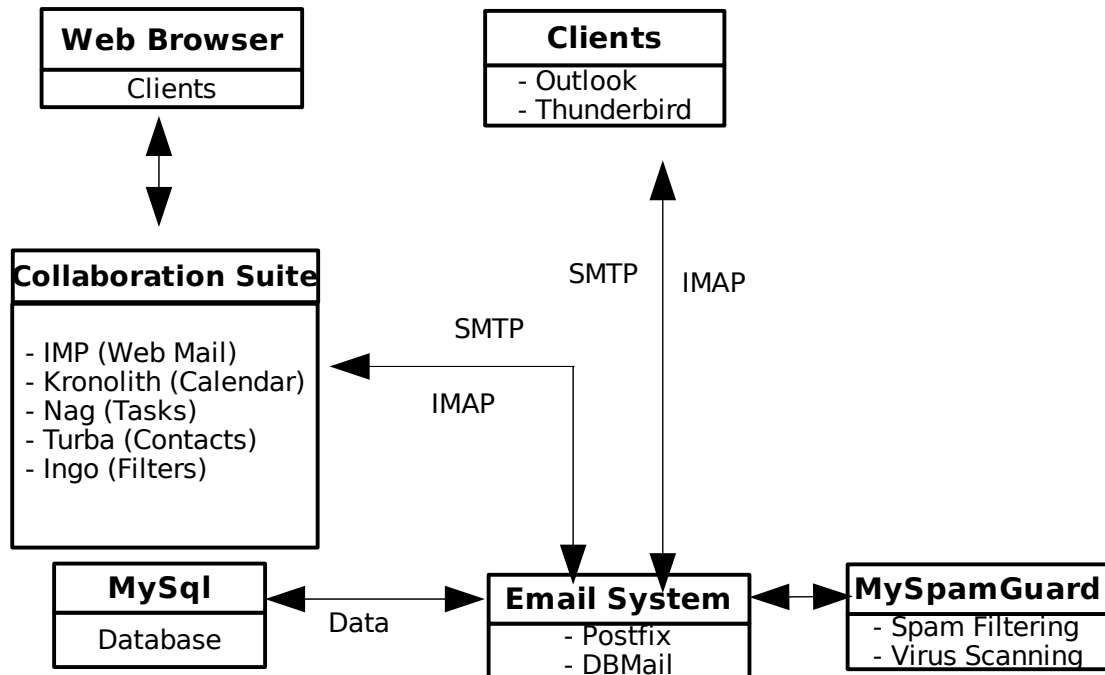 Web Browser
Clients
Clients
- Outlook
- Thunderbird
Collaboration Suite
- IMP (Web Mail)
- Kronolith (Calendar)
- Nag (Tasks)
- Turba (Contacts)
- Ingo (Filters)
SMTP
IMAP
SMTP
IMAP
MySql
Database
Data
Email System
- Postfix
- DBMail
MySpamGuard
- Spam Filtering
- Virus Scanning